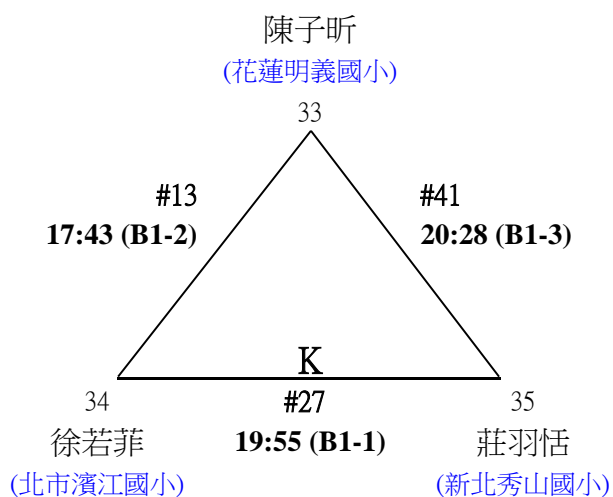 陳子昕
(花蓮明義國小)
33
#13
17:43 (B1-2)
#41
20:28 (B1-3)
K
34
#27
35
徐若菲
19:55 (B1-1)
莊羽恬
(北市濱江國小)
(新北秀山國小)